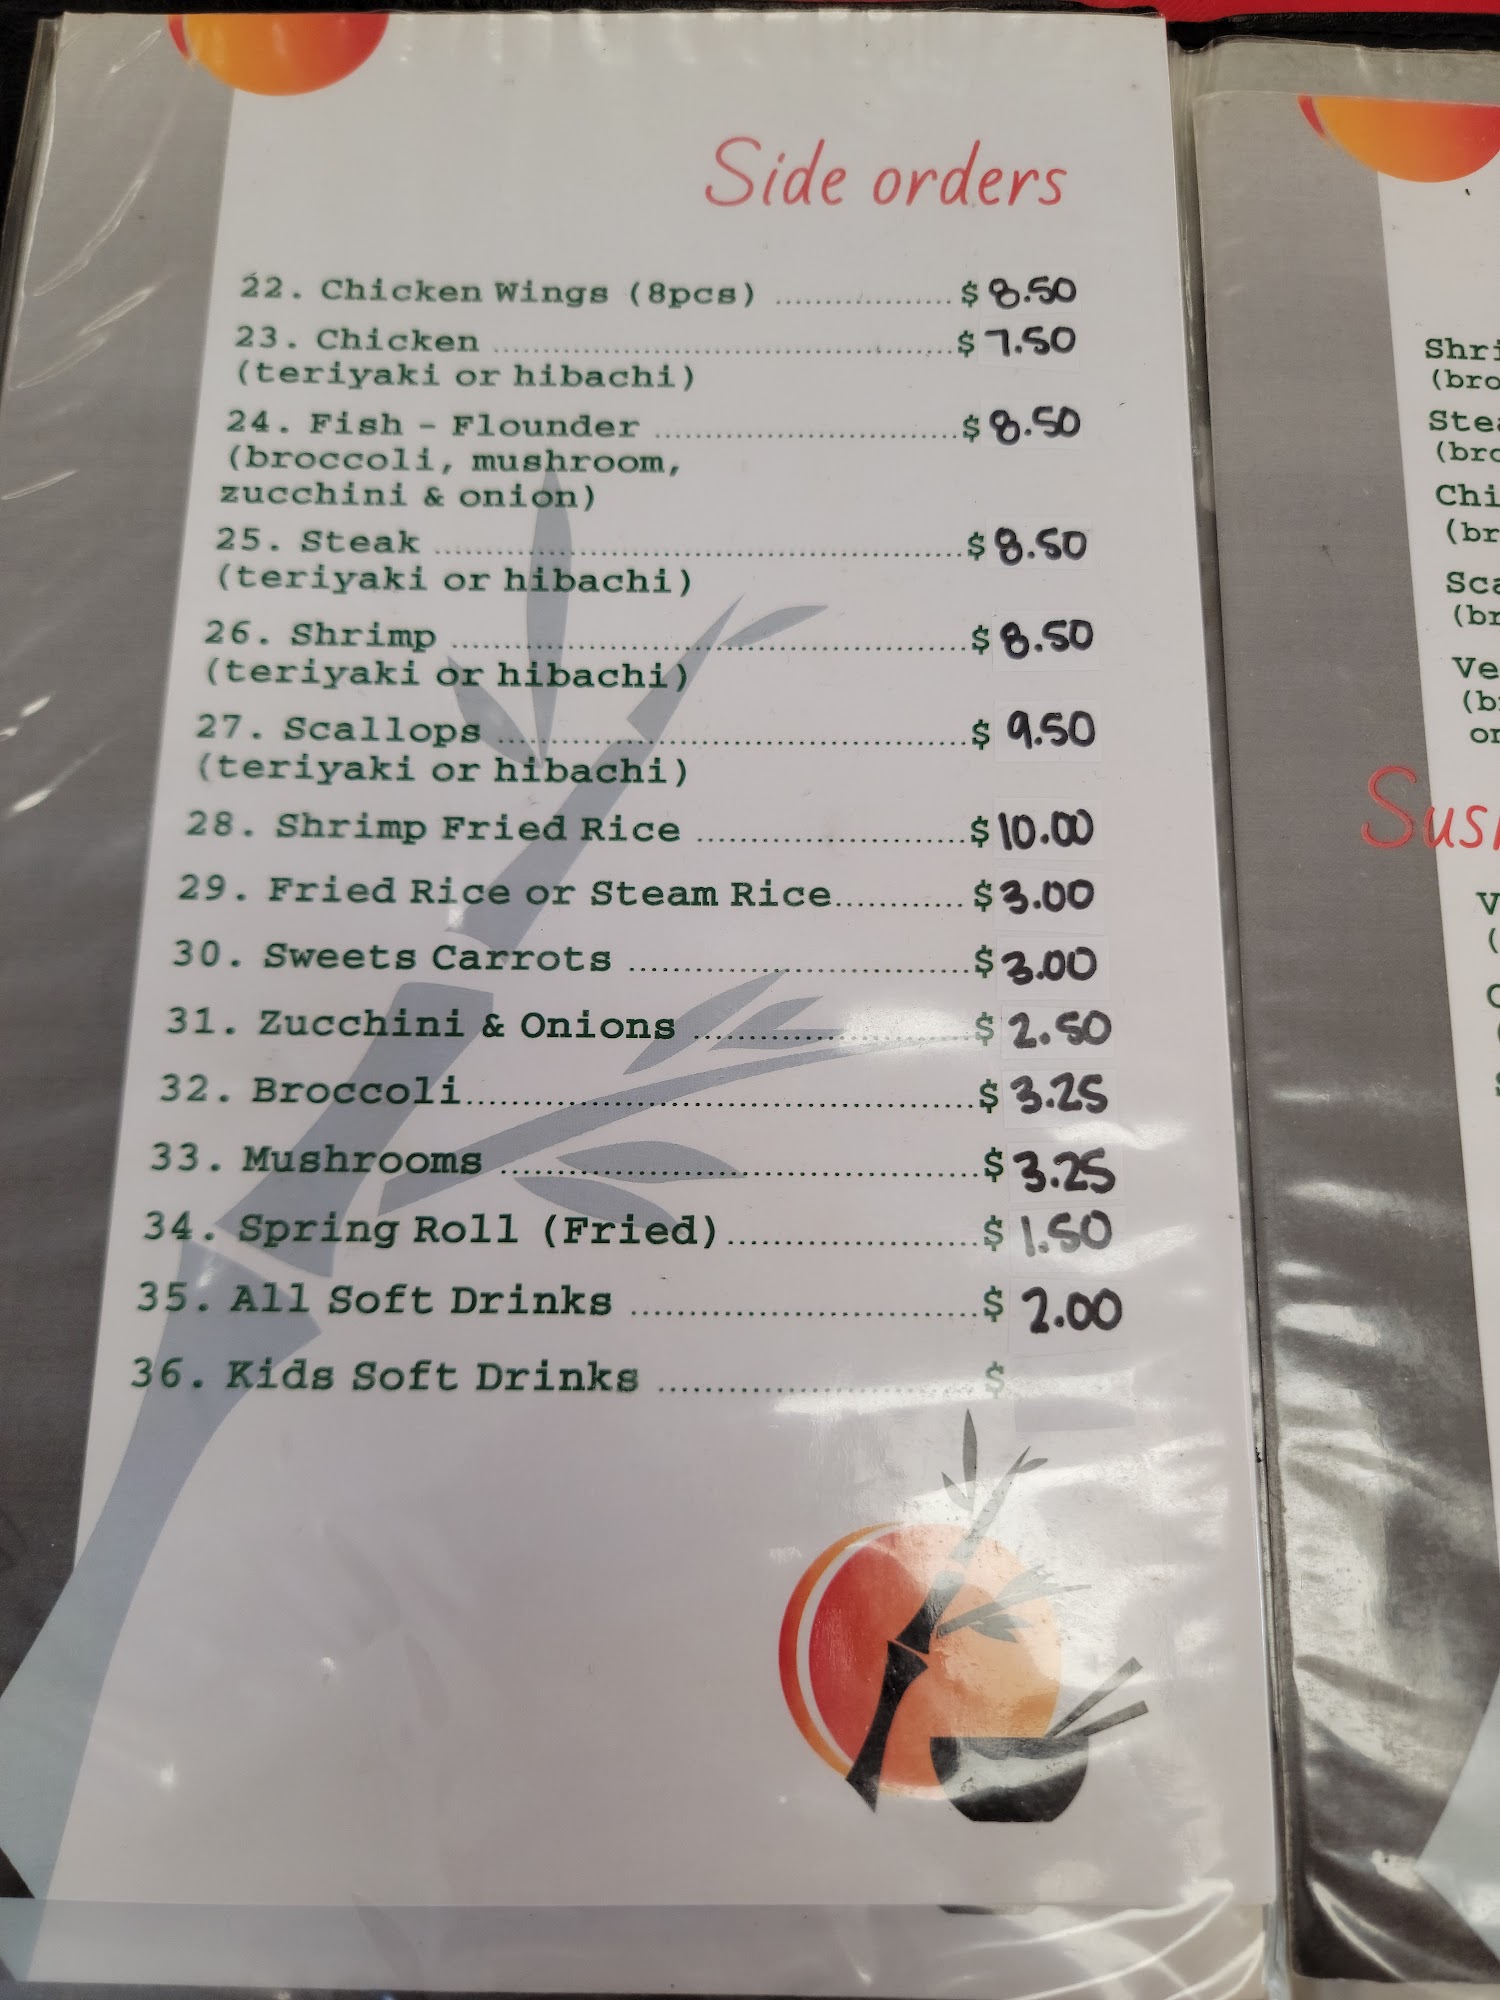 Side orders
22. Chicken Wings (8pcs) .................. $ 8.50
23. Chicken .................. $ 7.50
(teriyaki or hibachi)
24. Fish - Flounder .................. $ 8.50
(broccoli, mushroom,
zucchini & onion)
25. Steak .................. $ 8.50
(teriyaki or hibachi)
26. Shrimp .................. $ 8.50
(teriyaki or hibachi)
27. Scallops .................. $ 9.50
(teriyaki or hibachi)
28. Shrimp Fried Rice .................. $ 10.00
29. Fried Rice or Steam Rice............ $ 3.00
30. Sweets Carrots .................. $ 3.00
31. Zucchini & Onions .................. $ 2.50
32. Broccoli.................. $ 3.25
33. Mushrooms .................. $ 3.25
34. Spring Roll (Fried).................. $ 1.50
35. All Soft Drinks .................. $ 2.00
36. Kids Soft Drinks .................. $